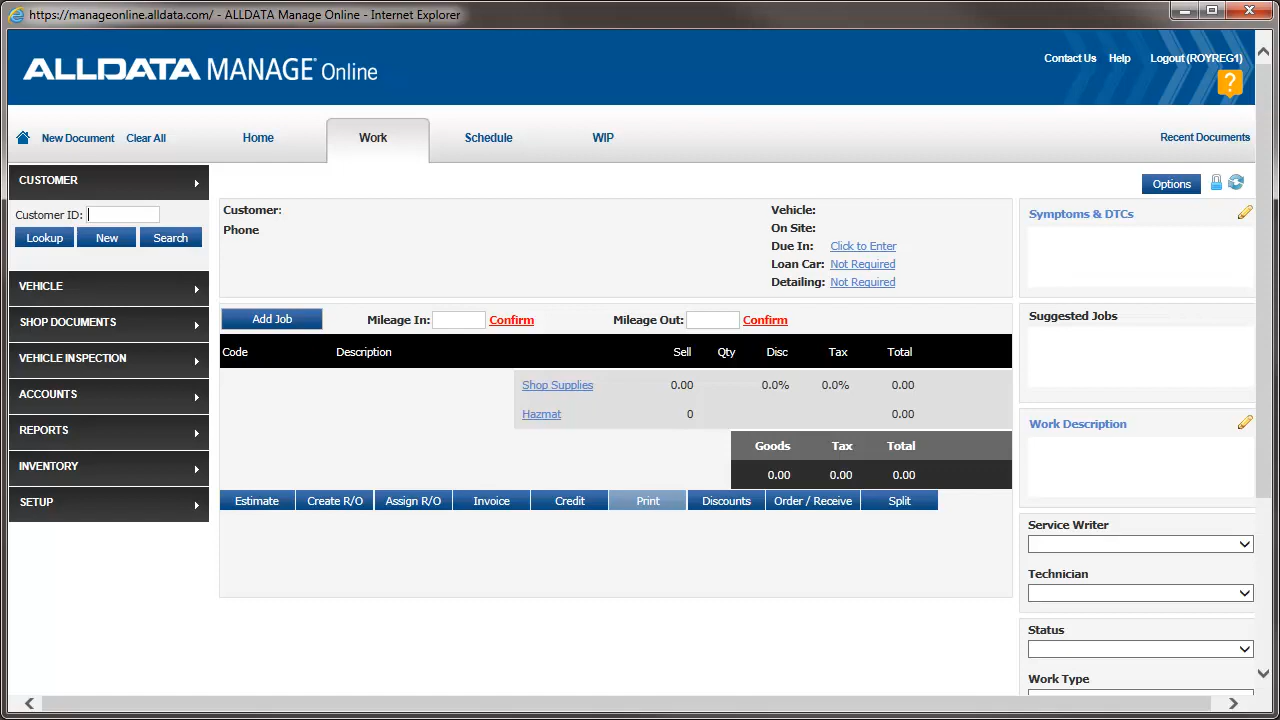 https://manageonline.alldata.com/ - ALLDATA Manage Online - Internet Explorer
ALLDATA MANAGE® Online
Contact Us Help Logout (ROYREG1)
?
New Document Clear All Home Work Schedule WIP Recent Documents
CUSTOMER
Customer ID:
Lookup New Search
VEHICLE
SHOP DOCUMENTS
VEHICLE INSPECTION
ACCOUNTS
REPORTS
INVENTORY
SETUP
Options
Customer:
Phone
Vehicle:
On Site:
Due In: Click to Enter
Loan Car: Not Required
Detailing: Not Required
Add Job Mileage In: Confirm Mileage Out: Confirm
Code Description Sell Qty Disc Tax Total
Shop Supplies 0.00 0.0% 0.0% 0.00
Hazmat 0 0.00
Goods Tax Total
0.00 0.00 0.00
Estimate Create R/O Assign R/O Invoice Credit Print Discounts Order / Receive Split
Symptoms & DTCs
Suggested Jobs
Work Description
Service Writer
Technician
Status
Work Type